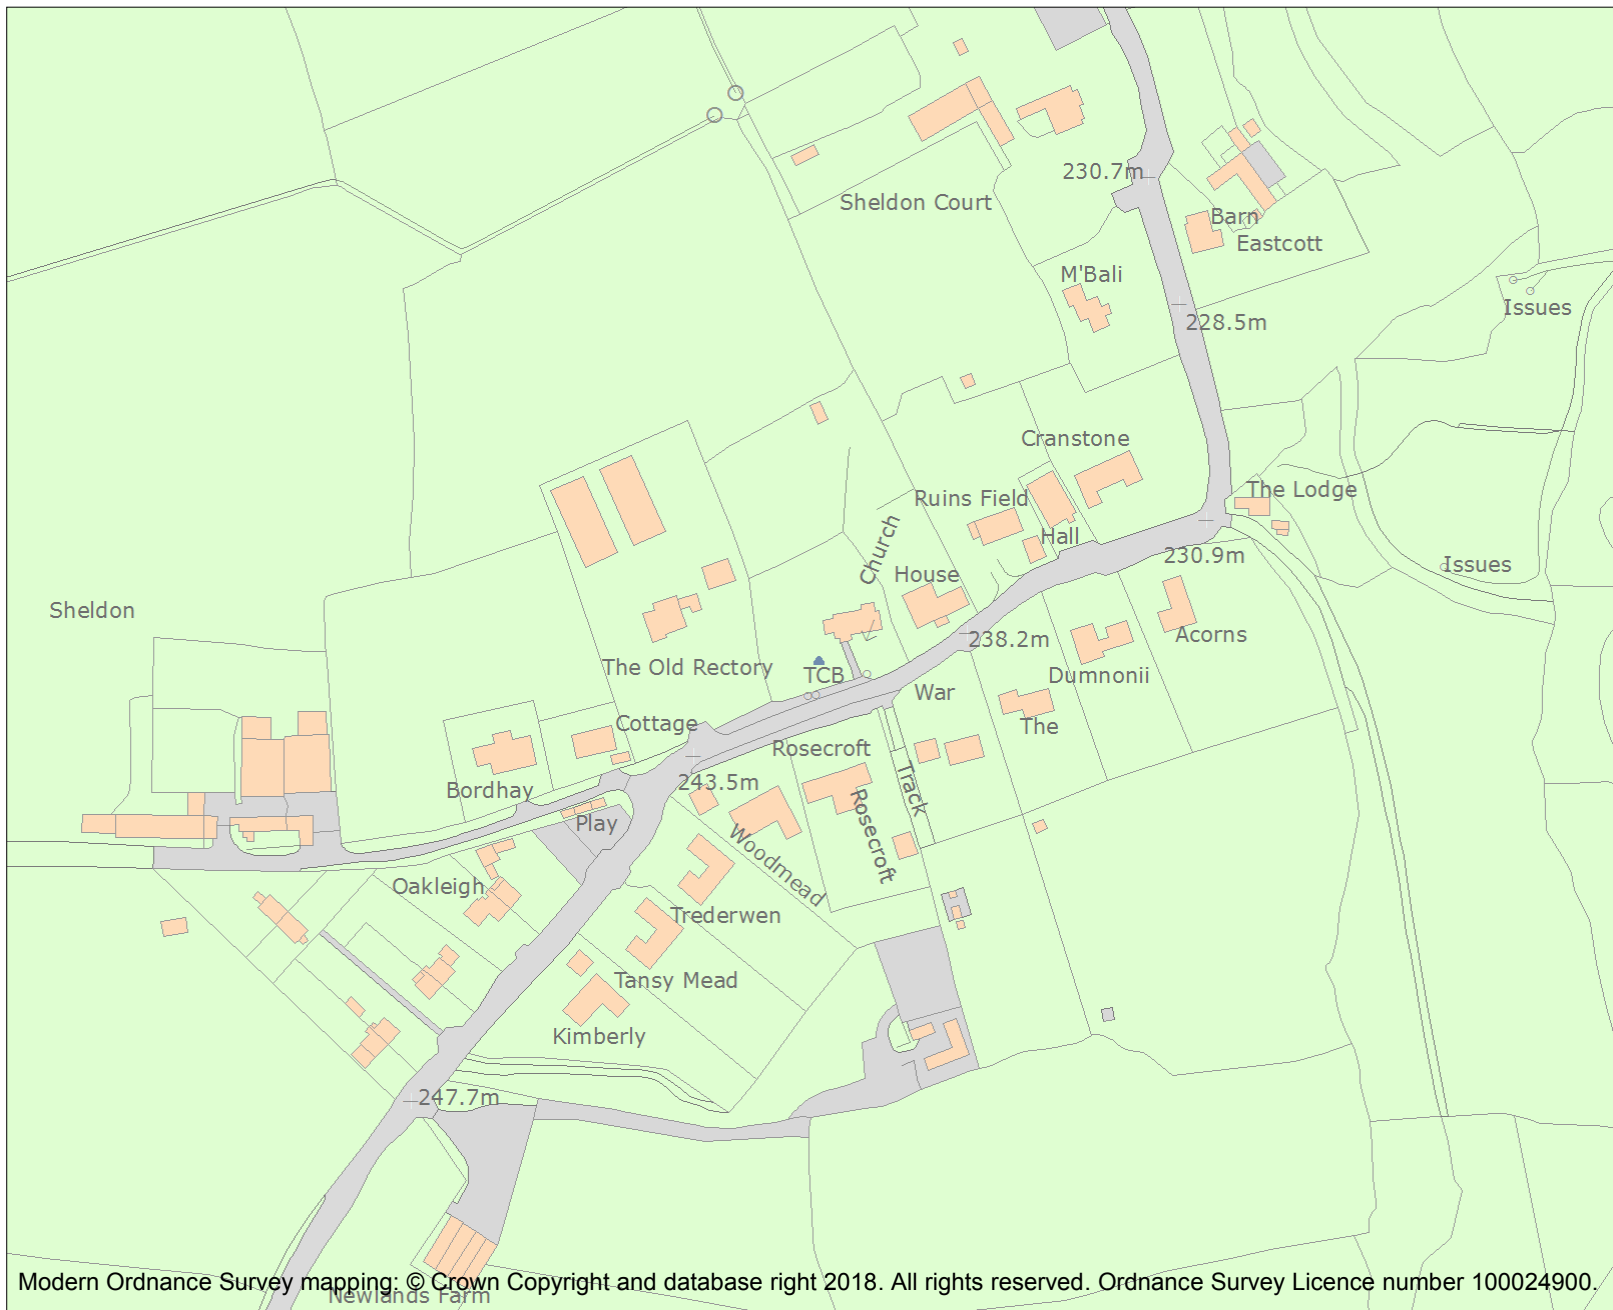 230.7m
Sheldon Court
Barn
Eastcott
M'Bali
Issues
228.5m
Cranstone
The Lodge
Ruins Field
Hall
Church
230.9m
Issues
House
Sheldon
Acorns
238.2m
The Old Rectory
TCB
Dumnonii
War
Cottage
The
Rosecroft
243.5m
Bordhay
Track
Play
Rosecroft
Woodmead
Oakleigh
Trederwen
Tansy Mead
Kimberly
247.7m
Modern Ordnance Survey mapping: © Crown Copyright and database right 2018. All rights reserved. Ordnance Survey Licence number 100024900.
Newlands Farm